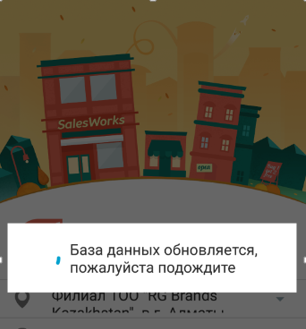 SalesWorks
База данных обновляется,
пожалуйста подождите
Филиал ТОО "RG Brands
Kazakhstan" в г. Алматы